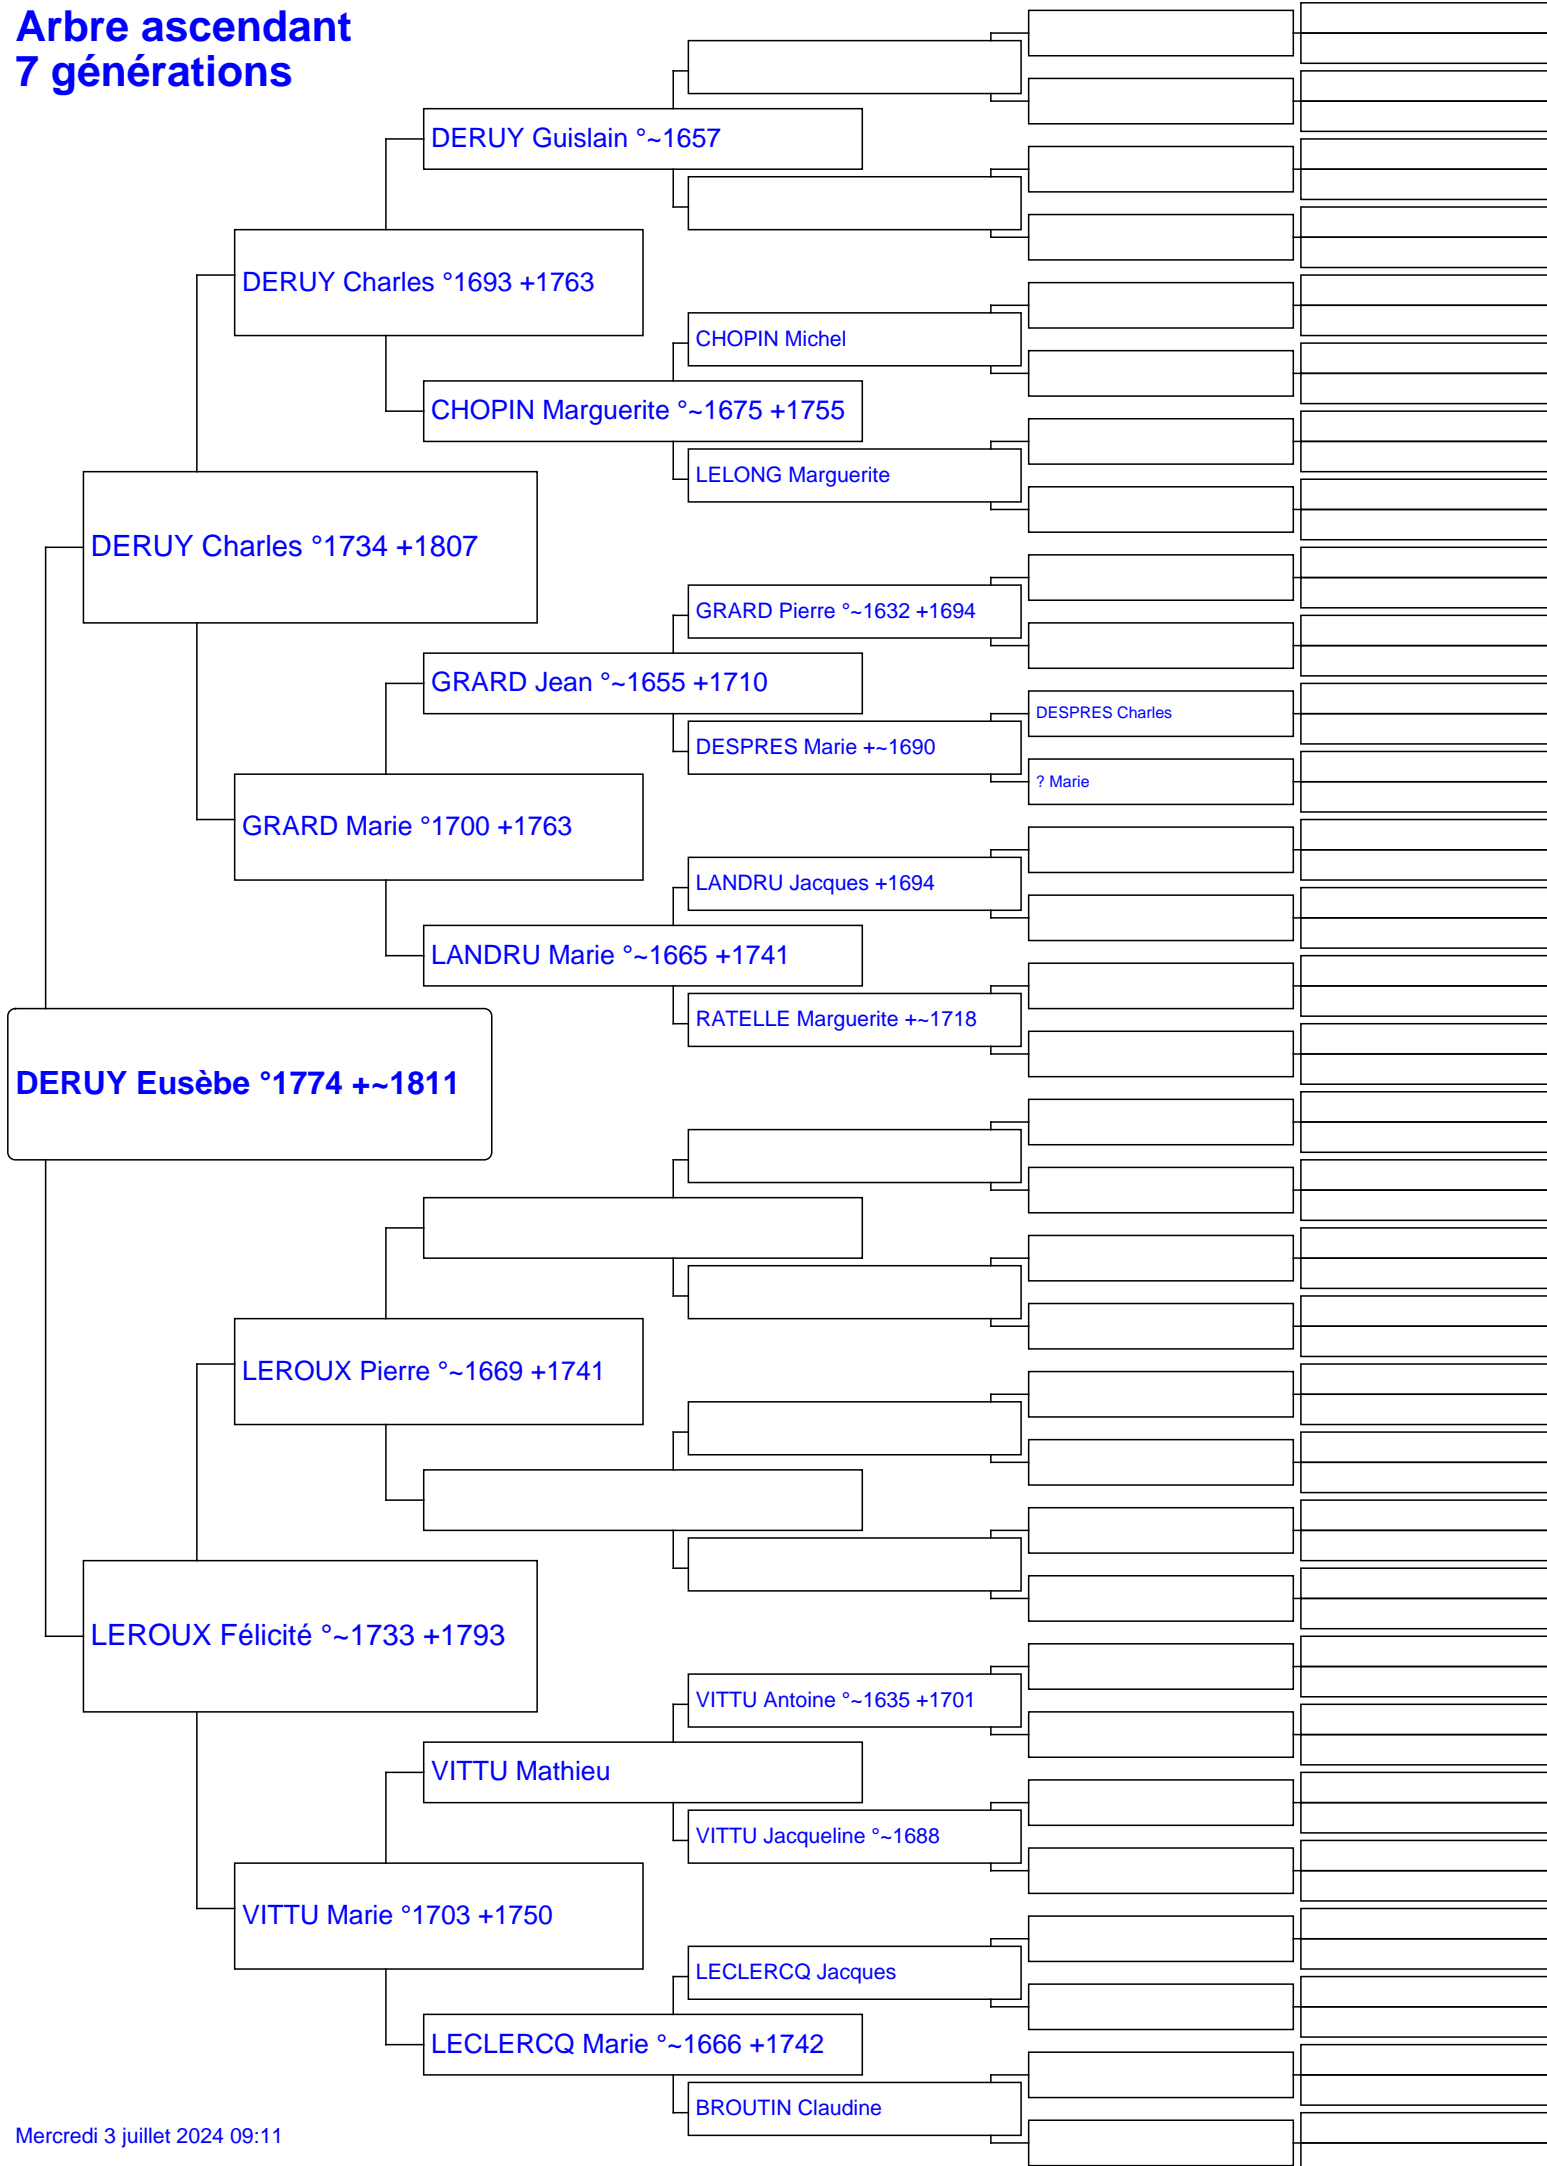 Arbre ascendant
7 générations
DERUY Guislain °~1657
DERUY Charles °1693 +1763
CHOPIN Michel
CHOPIN Marguerite °~1675 +1755
LELONG Marguerite
DERUY Charles °1734 +1807
GRARD Pierre °~1632 +1694
GRARD Jean °~1655 +1710
DESPRES Charles
DESPRES Marie +~1690
? Marie
GRARD Marie °1700 +1763
LANDRU Jacques +1694
LANDRU Marie °~1665 +1741
RATELLE Marguerite +~1718
DERUY Eusèbe °1774 +~1811
LEROUX Pierre °~1669 +1741
LEROUX Félicité °~1733 +1793
VITTU Antoine °~1635 +1701
VITTU Mathieu
VITTU Jacqueline °~1688
VITTU Marie °1703 +1750
LECLERCQ Jacques
LECLERCQ Marie °~1666 +1742
BROUTIN Claudine
Mercredi 3 juillet 2024 09:11